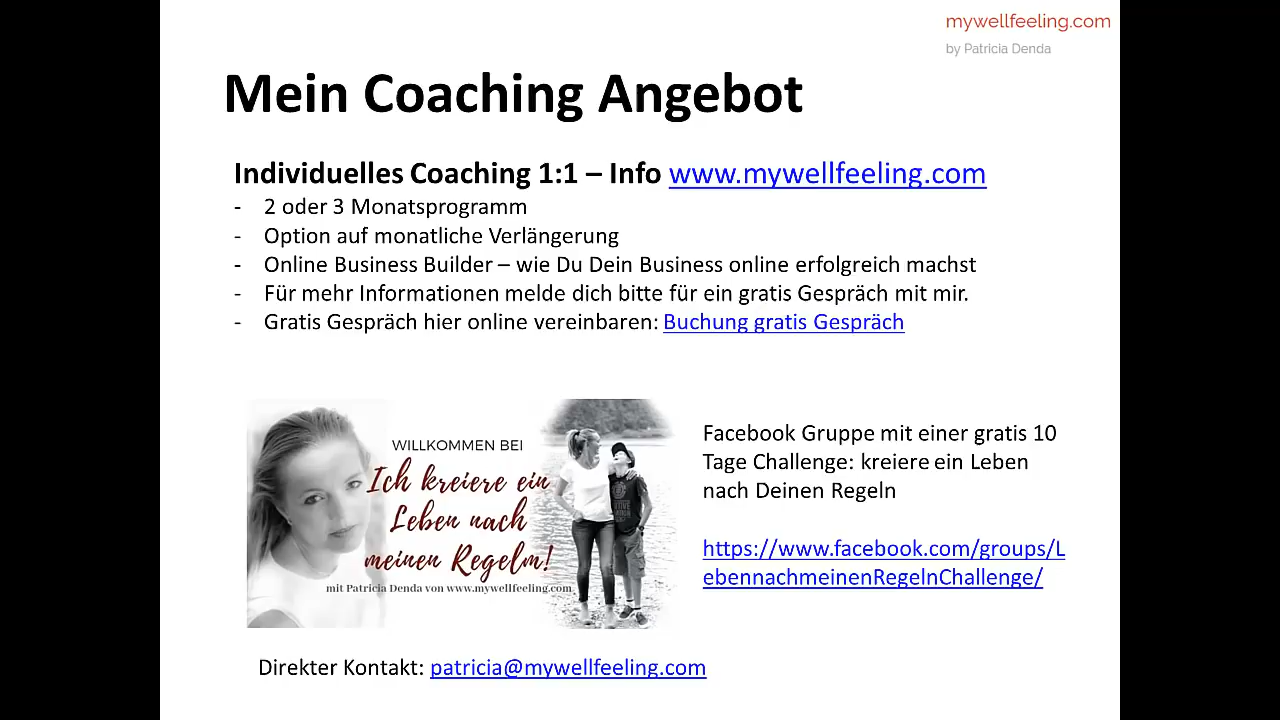 mywellfeeling.com
by Patricia Denda
Mein Coaching Angebot
Individuelles Coaching 1:1 – Info www.mywellfeeling.com
- 2 oder 3 Monatsprogramm
- Option auf monatliche Verlängerung
- Online Business Builder – wie Du Dein Business online erfolgreich machst
- Für mehr Informationen melde dich bitte für ein gratis Gespräch mit mir.
- Gratis Gespräch hier online vereinbaren: Buchung gratis Gespräch
WILLKOMMEN BEI
Ich kreiere ein
Leben nach
meinen Regelm!
mit Patricia Denda von www.mywellfeeling.com
Facebook Gruppe mit einer gratis 10
Tage Challenge: kreiere ein Leben
nach Deinen Regeln
https://www.facebook.com/groups/L
ebennachmeinenRegelnChallenge/
Direkter Kontakt: patricia@mywellfeeling.com